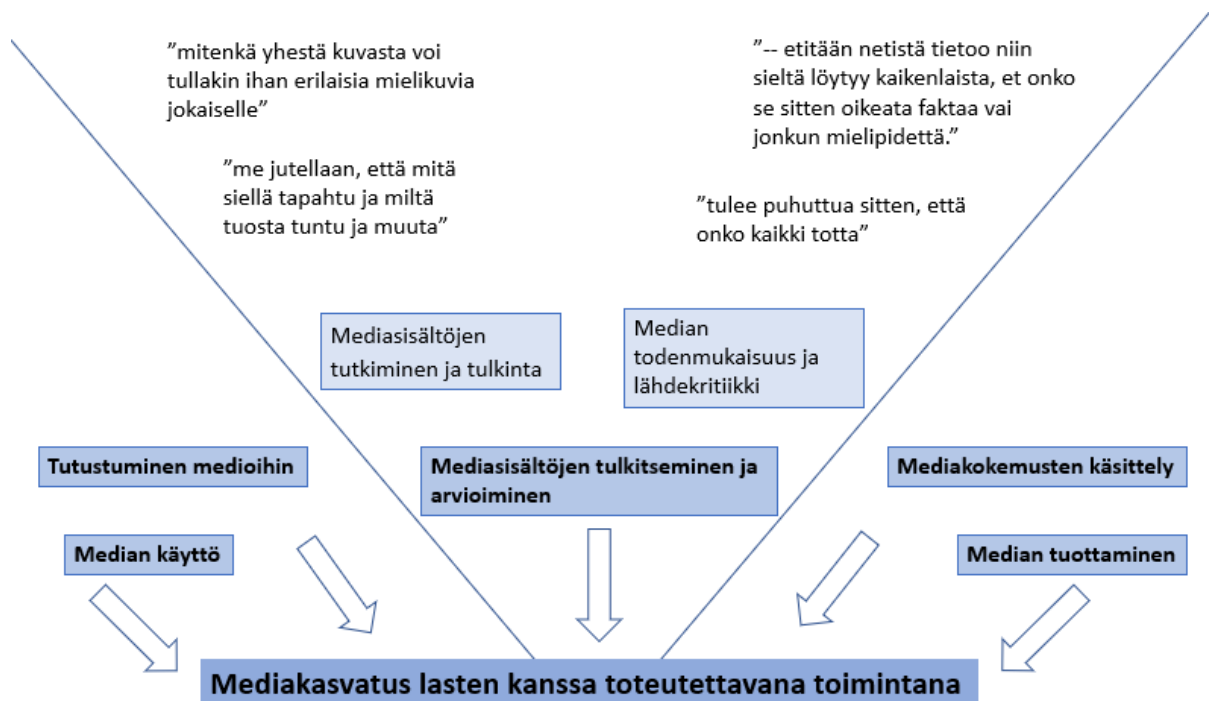 ”mitenkä yhestä kuvasta voi
tullakin ihan erilaisia mielikuvia
jokaiselle”
”me jutellaan, että mitä
siellä tapahtu ja miltä
tuosta tuntu ja muuta”
”-- etitään netistä tietoo niin
sieltä löytyy kaikenlaista, et onko
se sitten oikeata faktaa vai
jonkun mielipidettä.”
”tulee puhuttua sitten, että
onko kaikki totta”
Mediasisältöjen
tutkiminen ja tulkinta
Median
todenmukaisuus ja
lähdekritiikki
Tutustuminen medioihin
Mediasisältöjen tulkitseminen ja
arvioiminen
Mediakokemusten käsittely
Median käyttö
Median tuottaminen
Mediakasvatus lasten kanssa toteutettavana toimintana